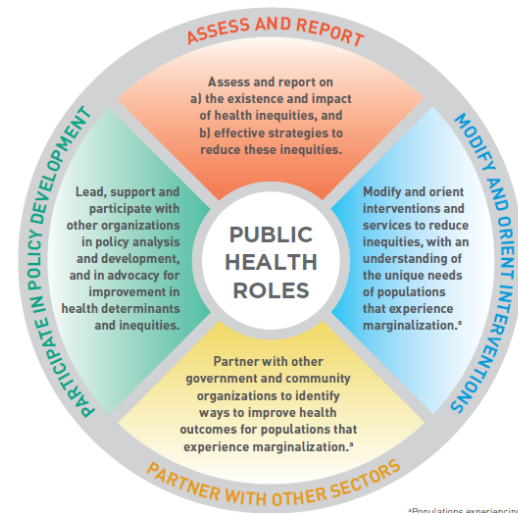 ASSESS AND REPORT
Assess and report on
a) the existence and impact
of health inequities, and
b) effective strategies to
reduce these inequities.
MODIFY AND ORIENT INTERVENTIONS
Modify and orient
interventions and
services to reduce
inequities, with an
understanding of
the unique needs
of populations
that experience
marginalization.ª
PARTNER WITH OTHER SECTORS
Partner with other
government and community
organizations to identify
ways to improve health
outcomes for populations that
experience marginalization.ª
PARTICIPATE IN POLICY DEVELOPMENT
Lead, support and
participate with
other organizations
in policy analysis
and development,
and in advocacy for
improvement in
health determinants
and inequities.
PUBLIC
HEALTH
ROLES
ªPopulations experiencing